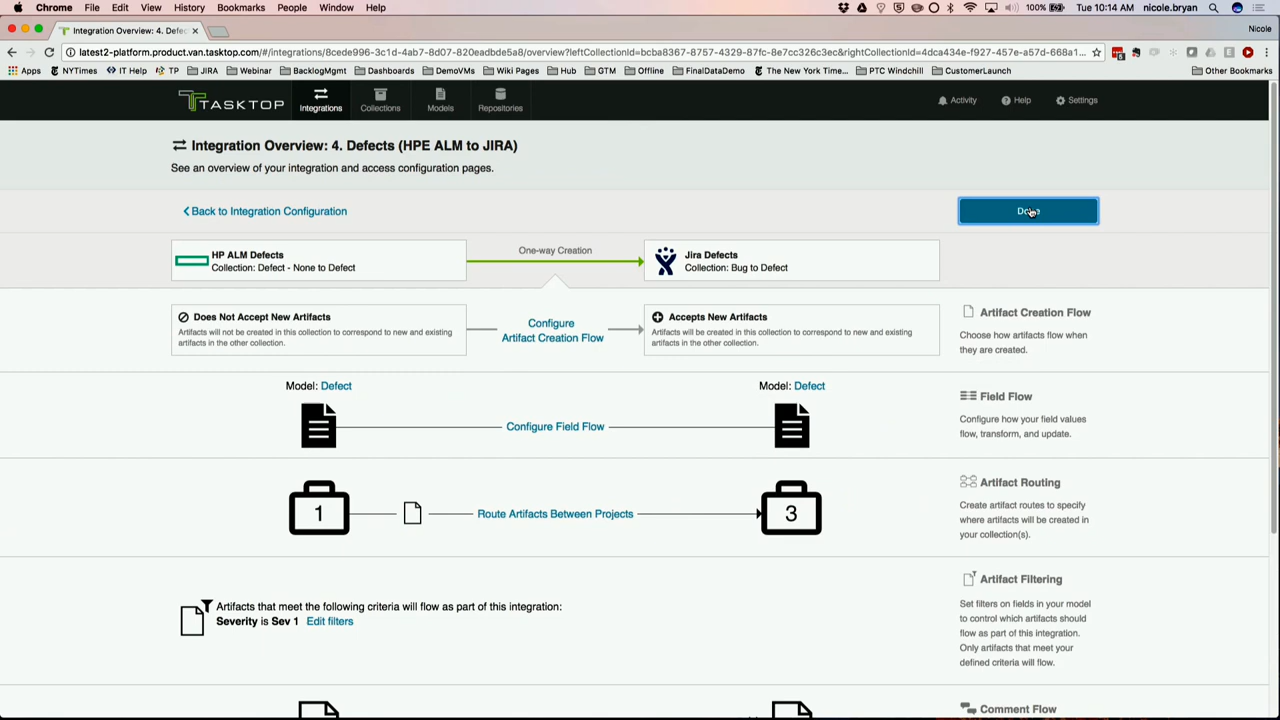 Chrome File Edit View History Bookmarks People Window Help 100% Tue 10:14 AM nicole.bryan
Integration Overview: 4. Defec Nicole
latest2-platform.product.van.tasktop.com/#/integrations/8cede996-3c1d-4ab7-8d07-820eadbde5a8/overview?leftCollectionId=bcba8367-8757-4329-87fc-8e7cc326c3ec&rightCollectionId=4dca434e-f927-457e-a57d-668a1...
Apps NYTimes IT Help TP JIRA Webinar BacklogMgmt Dashboards DemoVMs Wiki Pages Hub GTM Offline FinalDataDemo The New York Time... PTC Windchill CustomerLaunch Other Bookmarks
TASKTOP Integrations Collections Models Repositories Activity Help Settings
Integration Overview: 4. Defects (HPE ALM to JIRA)
See an overview of your integration and access configuration pages.
Back to Integration Configuration Done
HP ALM Defects
Collection: Defect - None to Defect
One-way Creation
Jira Defects
Collection: Bug to Defect
Does Not Accept New Artifacts
Artifacts will not be created in this collection to correspond to new and existing
artifacts in the other collection.
Configure
Artifact Creation Flow
Accepts New Artifacts
Artifacts will be created in this collection to correspond to new and existing
artifacts in the other collection.
Artifact Creation Flow
Choose how artifacts flow when
they are created.
Model: Defect Model: Defect
Configure Field Flow
Field Flow
Configure how your field values
flow, transform, and update.
1 Route Artifacts Between Projects 3
Artifact Routing
Create artifact routes to specify
where artifacts will be created in
your collection(s).
Artifacts that meet the following criteria will flow as part of this integration:
Severity is Sev 1 Edit filters
Artifact Filtering
Set filters on fields in your model
to control which artifacts should
flow as part of this integration.
Only artifacts that meet your
defined criteria will flow.
Comment Flow